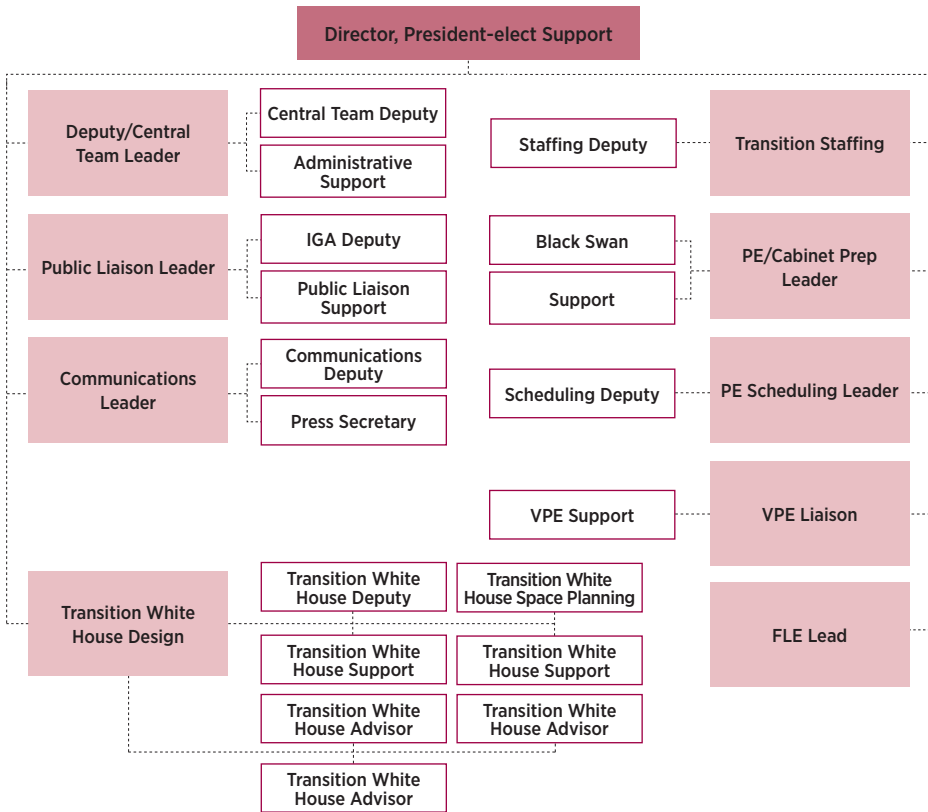 Director, President-elect Support
Deputy/Central
Team Leader
Central Team Deputy
Administrative
Support
Staffing Deputy
Transition Staffing
Public Liaison Leader
IGA Deputy
Public Liaison
Support
Black Swan
Support
PE/Cabinet Prep
Leader
Communications
Leader
Communications
Deputy
Press Secretary
Scheduling Deputy
PE Scheduling Leader
VPE Support
VPE Liaison
Transition White
House Design
Transition White
House Deputy
Transition White
House Space Planning
Transition White
House Support
Transition White
House Support
Transition White
House Advisor
Transition White
House Advisor
Transition White
House Advisor
FLE Lead